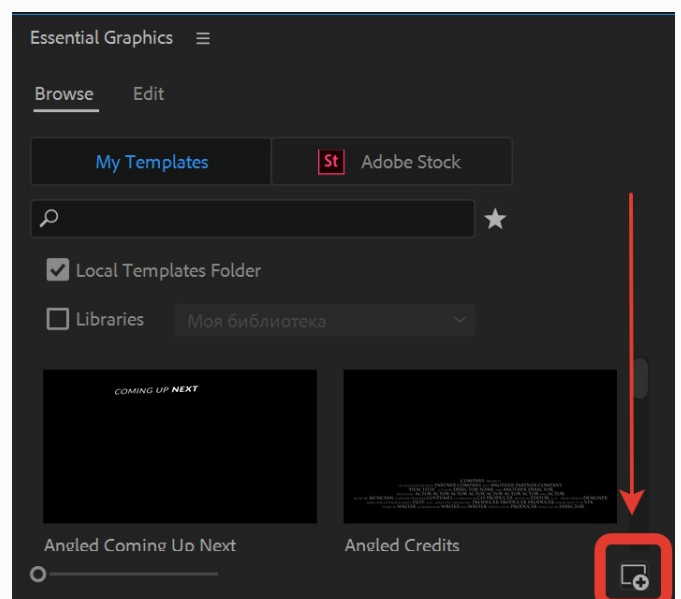 Essential Graphics
Browse Edit
My Templates St Adobe Stock
Local Templates Folder
Libraries Моя библиотека
COMING UP NEXT
Angled Coming Up Next Angled Credits